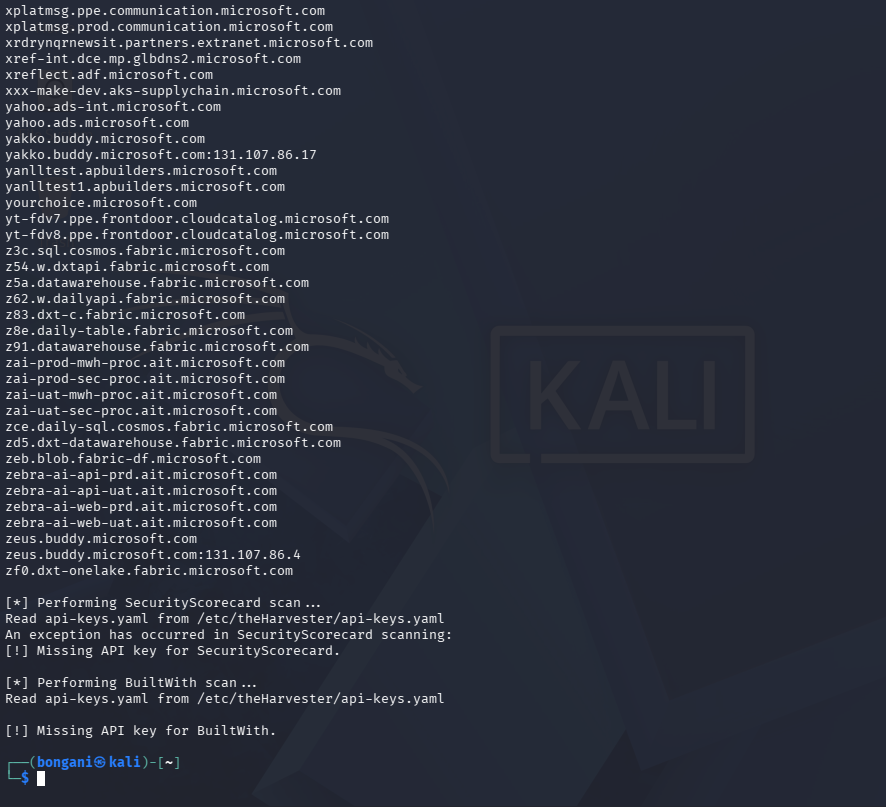 xplatmsg.ppe.communication.microsoft.com
xplatmsg.prod.communication.microsoft.com
xrdrynqrnewsit.partners.extranet.microsoft.com
xref-int.dce.mp.glbdns2.microsoft.com
xreflect.adf.microsoft.com
xxx-make-dev.aks-supplychain.microsoft.com
yahoo.ads-int.microsoft.com
yahoo.ads.microsoft.com
yakko.buddy.microsoft.com
yakko.buddy.microsoft.com:131.107.86.17
yanlltest.apbuilders.microsoft.com
yanlltest1.apbuilders.microsoft.com
yourchoice.microsoft.com
yt-fdv7.ppe.frontdoor.cloudcatalog.microsoft.com
yt-fdv8.ppe.frontdoor.cloudcatalog.microsoft.com
z3c.sql.cosmos.fabric.microsoft.com
z54.w.dxtapi.fabric.microsoft.com
z5a.datawarehouse.fabric.microsoft.com
z62.w.dailyapi.fabric.microsoft.com
z83.dxt-c.fabric.microsoft.com
z8e.daily-table.fabric.microsoft.com
z91.datawarehouse.fabric.microsoft.com
zai-prod-mwh-proc.ait.microsoft.com
zai-prod-sec-proc.ait.microsoft.com
zai-uat-mwh-proc.ait.microsoft.com
zai-uat-sec-proc.ait.microsoft.com
zce.daily-sql.cosmos.fabric.microsoft.com
zd5.dxt-datawarehouse.fabric.microsoft.com
zeb.blob.fabric-df.microsoft.com
zebra-ai-api-prd.ait.microsoft.com
zebra-ai-api-uat.ait.microsoft.com
zebra-ai-web-prd.ait.microsoft.com
zebra-ai-web-uat.ait.microsoft.com
zeus.buddy.microsoft.com
zeus.buddy.microsoft.com:131.107.86.4
zf0.dxt-onelake.fabric.microsoft.com
[*] Performing SecurityScorecard scan...
Read api-keys.yaml from /etc/theHarvester/api-keys.yaml
An exception has occurred in SecurityScorecard scanning:
[!] Missing API key for SecurityScorecard.
[*] Performing BuiltWith scan...
Read api-keys.yaml from /etc/theHarvester/api-keys.yaml
[!] Missing API key for BuiltWith.
┌──(bongani㉿kali)-[~]
└─$
KALI